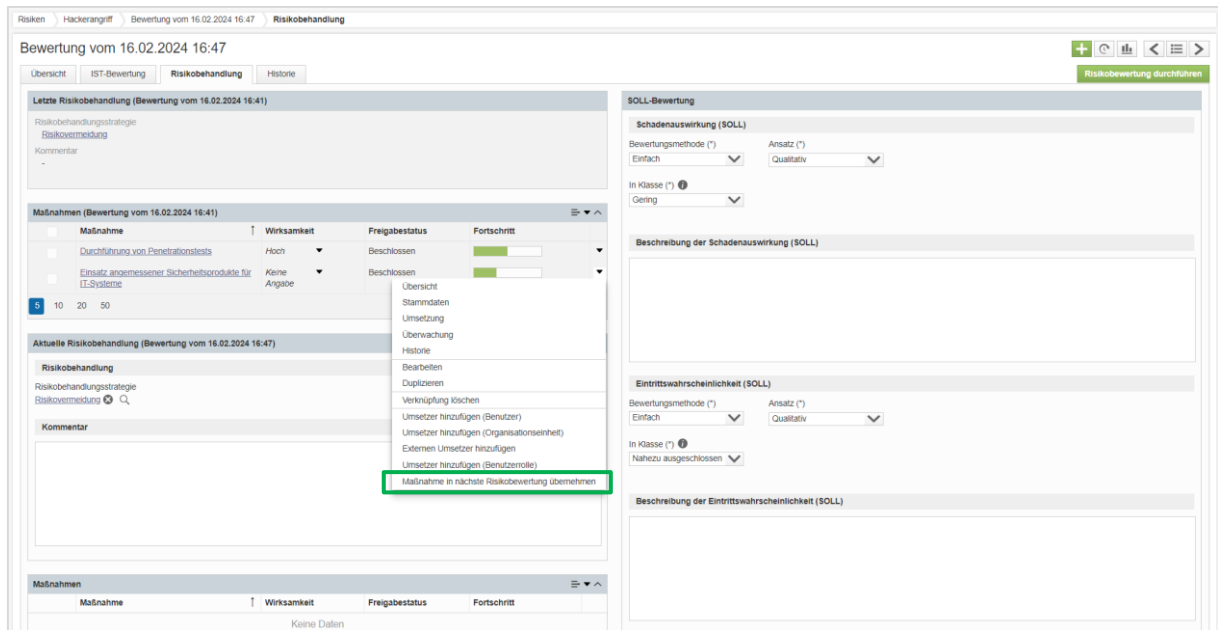 Risiken Hackerangriff Bewertung vom 16.02.2024 16:47 Risikobehandlung
Bewertung vom 16.02.2024 16:47
Übersicht IST-Bewertung Risikobehandlung Historie
Risikobewertung durchführen
Letzte Risikobehandlung (Bewertung vom 16.02.2024 16:41)
Risikobehandlungsstrategie
Risikovermeidung
Kommentar
-
Maßnahmen (Bewertung vom 16.02.2024 16:41)
Maßnahme Wirksamkeit Freigabestatus Fortschritt
Durchführung von Penetrationstests Hoch Beschlossen
Einsatz angemessener Sicherheitsprodukte für Keine Beschlossen
IT-Systeme Angabe
5 10 20 50
Übersicht
Stammdaten
Umsetzung
Überwachung
Historie
Bearbeiten
Duplizieren
Verknüpfung löschen
Umsetzer hinzufügen (Benutzer)
Umsetzer hinzufügen (Organisationseinheit)
Externen Umsetzer hinzufügen
Umsetzer hinzufügen (Benutzerrolle)
Maßnahme in nächste Risikobewertung übernehmen
Aktuelle Risikobehandlung (Bewertung vom 16.02.2024 16:47)
Risikobehandlung
Risikobehandlungsstrategie
Risikovermeidung
Kommentar
Maßnahmen
Maßnahme Wirksamkeit Freigabestatus Fortschritt
Keine Daten
SOLL-Bewertung
Schadenauswirkung (SOLL)
Bewertungsmethode (*) Ansatz (*)
Einfach Qualitativ
In Klasse (*)
Gering
Beschreibung der Schadenauswirkung (SOLL)
Eintrittswahrscheinlichkeit (SOLL)
Bewertungsmethode (*) Ansatz (*)
Einfach Qualitativ
In Klasse (*)
Nahezu ausgeschlossen
Beschreibung der Eintrittswahrscheinlichkeit (SOLL)